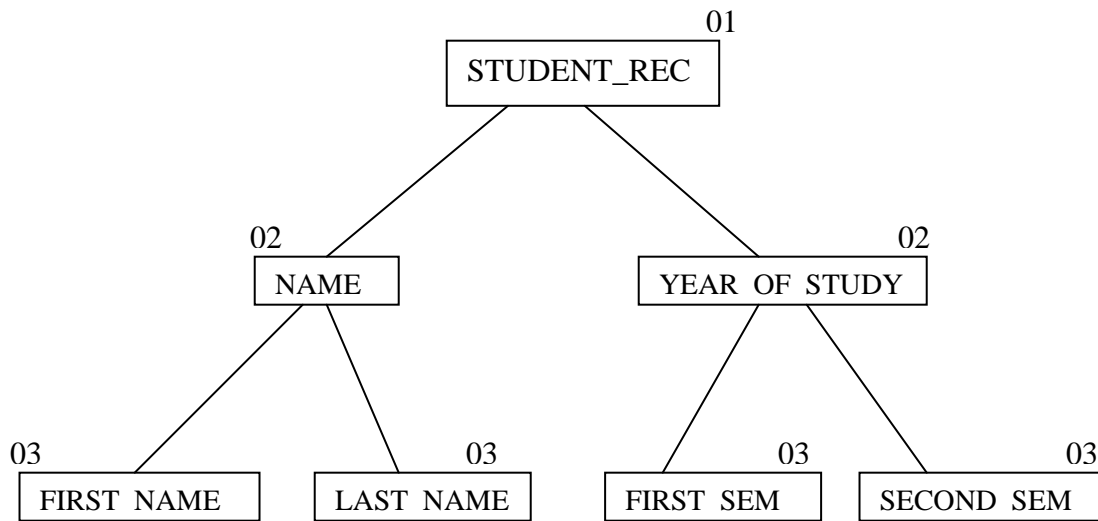 01
STUDENT_REC
02
02
NAME
YEAR OF STUDY
03
03
03
03
FIRST NAME
LAST NAME
FIRST SEM
SECOND SEM